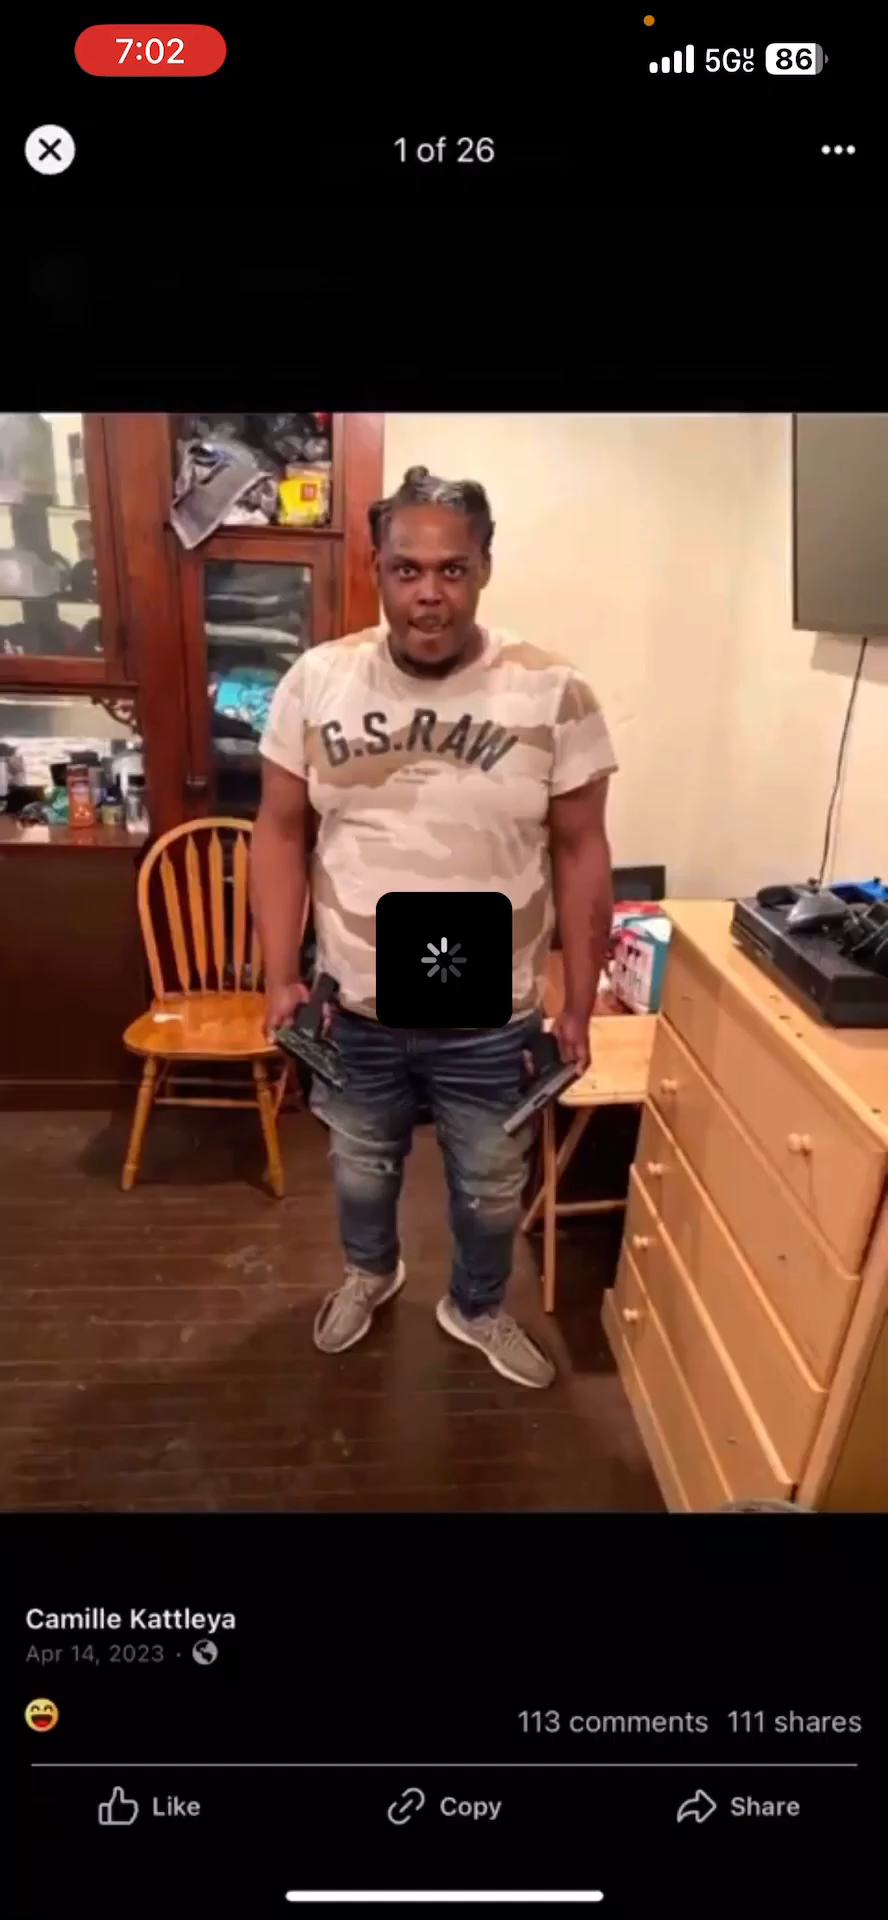 7:02
5GUC 86
1 of 26
G.S.RAW
Camille Kattleya
Apr 14, 2023 ·
113 comments 111 shares
Like Copy Share